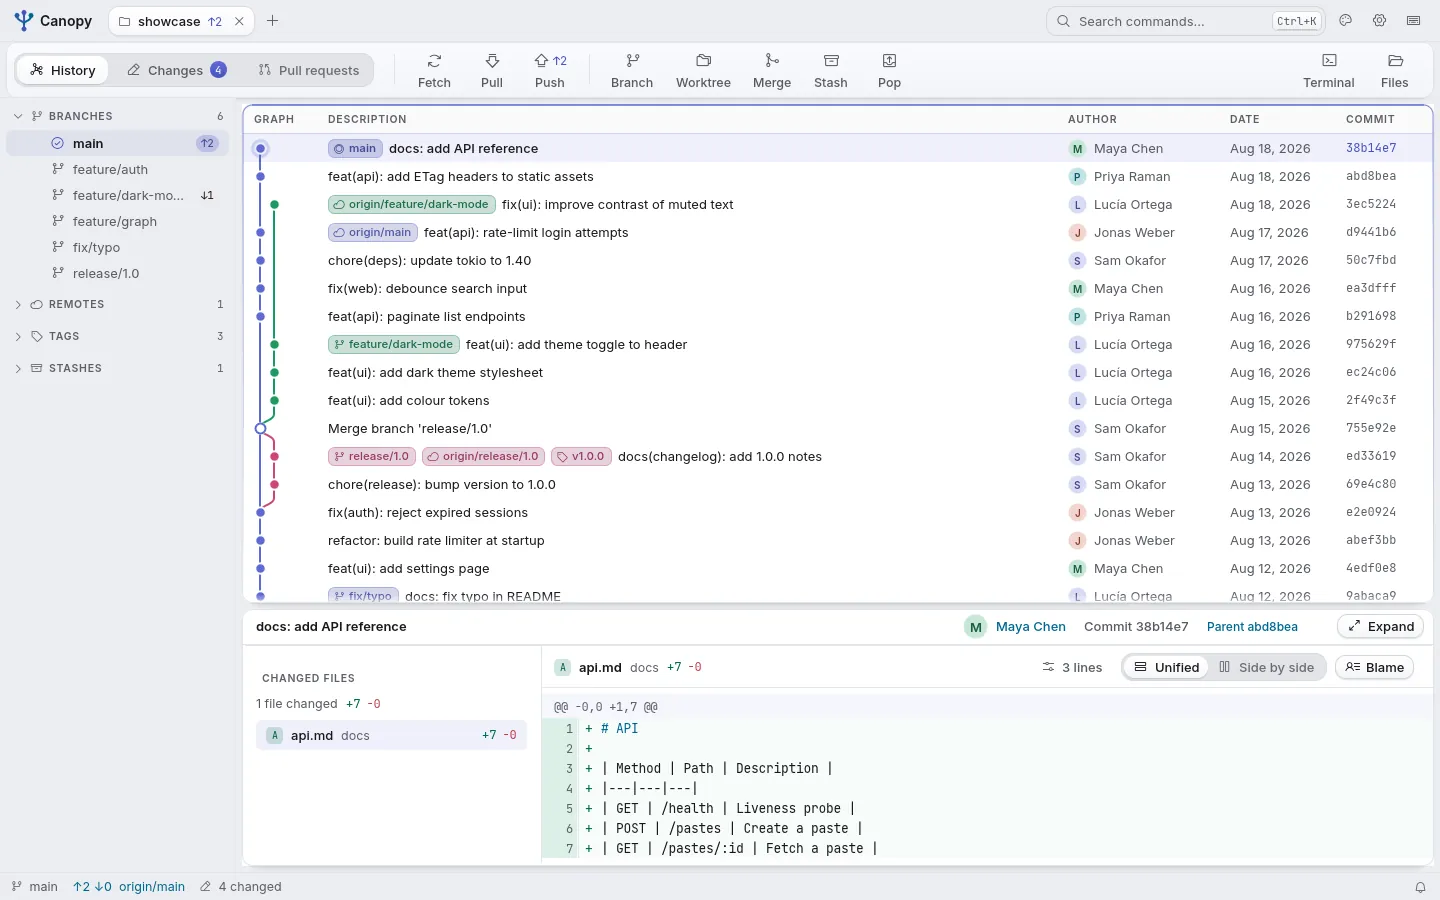 Canopy
showcase ↑2
Search commands... Ctrl+K
History Changes 4 Pull requests
Fetch Pull Push ↑2 Branch Worktree Merge Stash Pop Terminal Files
BRANCHES 6
main ↑2
feature/auth
feature/dark-mo... ↓1
feature/graph
fix/typo
release/1.0
REMOTES 1
TAGS 3
STASHES 1
GRAPH DESCRIPTION AUTHOR DATE COMMIT
main docs: add API reference M Maya Chen Aug 18, 2026 38b14e7
feat(api): add ETag headers to static assets P Priya Raman Aug 18, 2026 abd8bea
origin/feature/dark-mode fix(ui): improve contrast of muted text L Lucía Ortega Aug 18, 2026 3ec5224
origin/main feat(api): rate-limit login attempts J Jonas Weber Aug 17, 2026 d9441b6
chore(deps): update tokio to 1.40 S Sam Okafor Aug 17, 2026 50c7fbd
fix(web): debounce search input M Maya Chen Aug 16, 2026 ea3dfff
feat(api): paginate list endpoints P Priya Raman Aug 16, 2026 b291698
feature/dark-mode feat(ui): add theme toggle to header L Lucía Ortega Aug 16, 2026 975629f
feat(ui): add dark theme stylesheet L Lucía Ortega Aug 16, 2026 ec24c06
feat(ui): add colour tokens L Lucía Ortega Aug 15, 2026 2f49c3f
Merge branch 'release/1.0' S Sam Okafor Aug 15, 2026 755e92e
release/1.0 origin/release/1.0 v1.0.0 docs(changelog): add 1.0.0 notes S Sam Okafor Aug 14, 2026 ed33619
chore(release): bump version to 1.0.0 S Sam Okafor Aug 13, 2026 69e4c80
fix(auth): reject expired sessions J Jonas Weber Aug 13, 2026 e2e0924
refactor: build rate limiter at startup J Jonas Weber Aug 13, 2026 abef3bb
feat(ui): add settings page M Maya Chen Aug 12, 2026 4edf0e8
fix/typo docs: fix typo in README L Lucía Ortega Aug 12, 2026 9abaca9
docs: add API reference M Maya Chen Commit 38b14e7 Parent abd8bea Expand
CHANGED FILES
1 file changed +7 -0
A api.md docs +7 -0
A api.md docs +7 -0 3 lines Unified Side by side Blame
@@ -0,0 +1,7 @@
1 + # API
2 +
3 + | Method | Path | Description |
4 + |---|---|---|
5 + | GET | /health | Liveness probe |
6 + | POST | /pastes | Create a paste |
7 + | GET | /pastes/:id | Fetch a paste |
main ↑2 ↓0 origin/main 4 changed